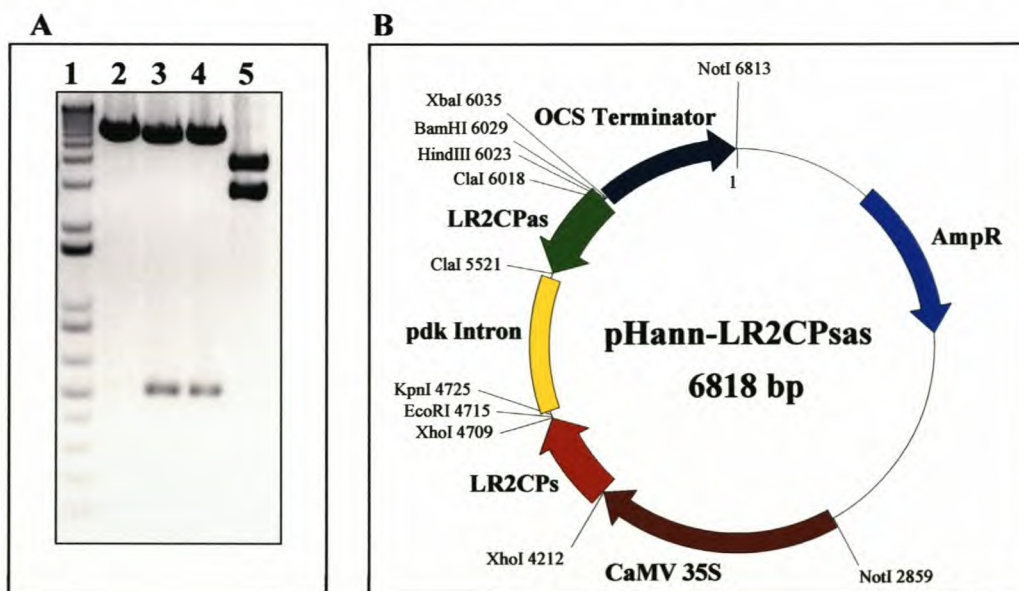 A
1 2 3 4 5
B
NotI 6813
XbaI 6035
OCS Terminator
BamHI 6029
HindIII 6023
ClaI 6018
1
LR2CPas
AmpR
ClaI 5521
pdk Intron
pHann-LR2CPsas
6818 bp
KpnI 4725
EcoRI 4715
XhoI 4709
LR2CPs
XhoI 4212
CaMV 35S
NotI 2859